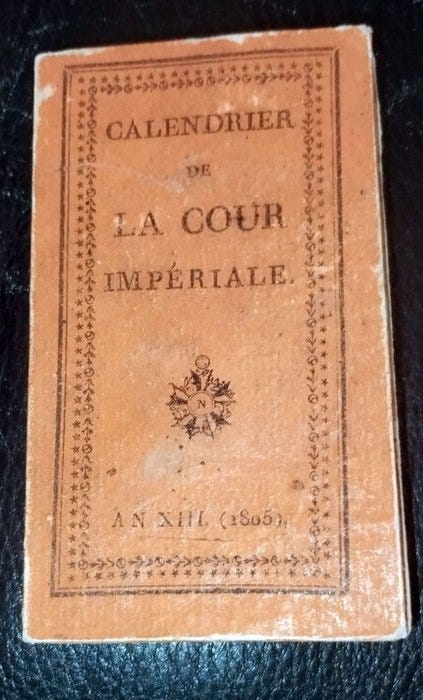 CALENDRIER
DE
LA COUR
IMPÉRIALE.
N
AN XIII. (1805).